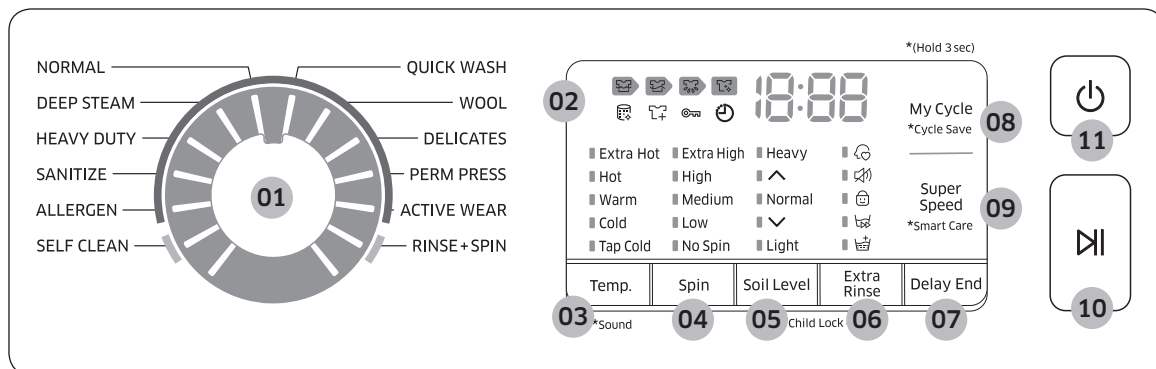 *(Hold 3 sec)
NORMAL
DEEP STEAM
HEAVY DUTY
SANITIZE
ALLERGEN
SELF CLEAN
01
QUICK WASH
WOOL
DELICATES
PERM PRESS
ACTIVE WEAR
RINSE+SPIN
02
18:88
Extra Hot
Hot
Warm
Cold
Tap Cold
Extra High
High
Medium
Low
No Spin
Heavy
Normal
Light
My Cycle
*Cycle Save
08
Super
Speed
*Smart Care
09
Temp.
Spin
Soil Level
Extra
Rinse
Delay End
03
*Sound
04
05
Child Lock
06
07
11
10